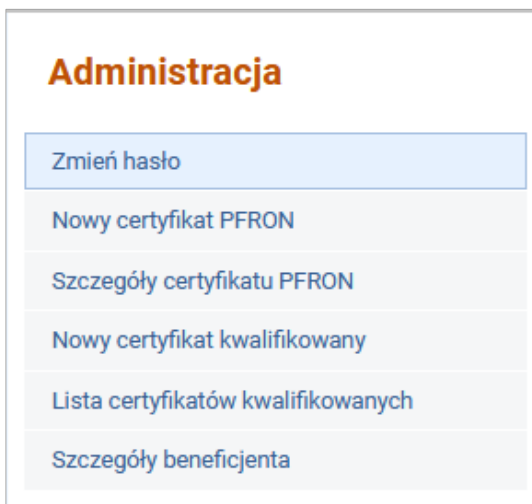 Administracja
Zmień hasło
Nowy certyfikat PFRON
Szczegóły certyfikatu PFRON
Nowy certyfikat kwalifikowany
Lista certyfikatów kwalifikowanych
Szczegóły beneficjenta